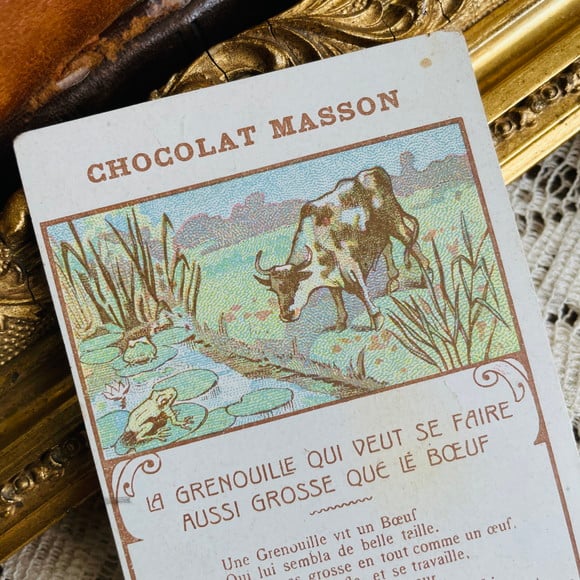 CHOCOLAT MASSON
LA GRENOUILLE QUI VEUT SE FAIRE
AUSSI GROSSE QUE LE BŒUF
Une Grenouille vit un Bœuf
Qui lui sembla de belle teille.
grosse en tout comme un œuf,
et se travaille,